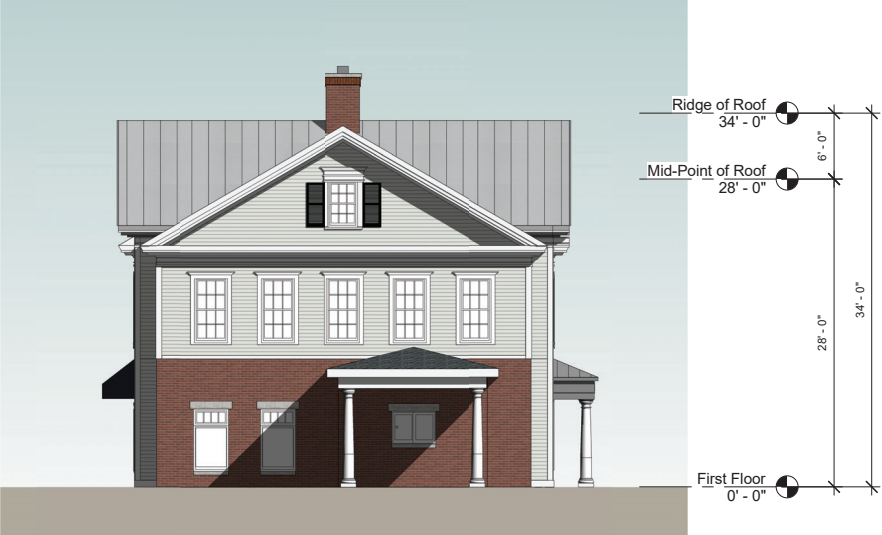 Ridge of Roof
34' - 0"
6' - 0"
Mid-Point of Roof
28' - 0"
28' - 0"
34' - 0"
First Floor
0' - 0"